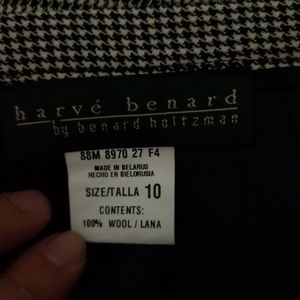 harvé benard
by benard holtzman
88M 8970 27 F4
MADE IN BELARUS
HECHO EN BIELORUSIA
SIZE/TALLA 10
CONTENTS:
100% WOOL / LANA